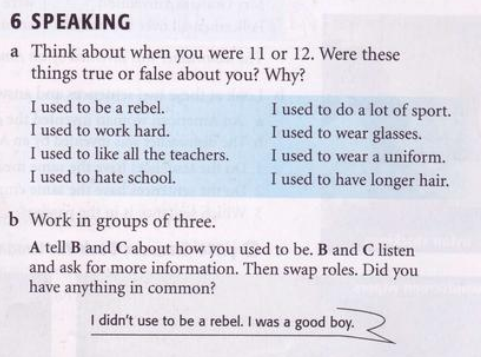 6 SPEAKING
a Think about when you were 11 or 12. Were these
things true or false about you? Why?
I used to be a rebel.
I used to work hard.
I used to like all the teachers.
I used to hate school.
I used to do a lot of sport.
I used to wear glasses.
I used to wear a uniform.
I used to have longer hair.
b Work in groups of three.
A tell B and C about how you used to be. B and C listen
and ask for more information. Then swap roles. Did you
have anything in common?
I didn't use to be a rebel. I was a good boy.